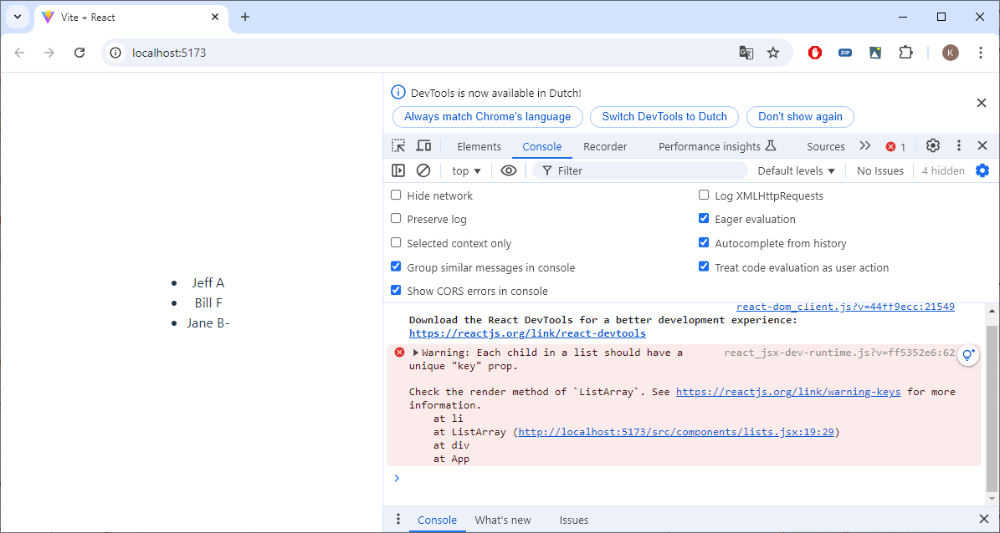 Vite + React
localhost:5173
K
ZIP
DevTools is now available in Dutch!
Always match Chrome's language
Switch DevTools to Dutch
Don't show again
Elements
Console
Recorder
Performance insights
Sources
1
top
Filter
Default levels
No Issues
4 hidden
Hide network
Log XMLHttpRequests
Preserve log
Eager evaluation
Selected context only
Autocomplete from history
Group similar messages in console
Treat code evaluation as user action
Show CORS errors in console
Jeff A
Bill F
Jane B-
react-dom_client.js?v=44ff9ecc:21549
Download the React DevTools for a better development experience:
https://reactjs.org/link/react-devtools
Warning: Each child in a list should have a react_jsx-dev-runtime.js?v=ff5352e6:62
unique "key" prop.
Check the render method of `ListArray`. See https://reactjs.org/link/warning-keys for more
information.
at li
at ListArray (http://localhost:5173/src/components/lists.jsx:19:29)
at div
at App
Console
What's new
Issues